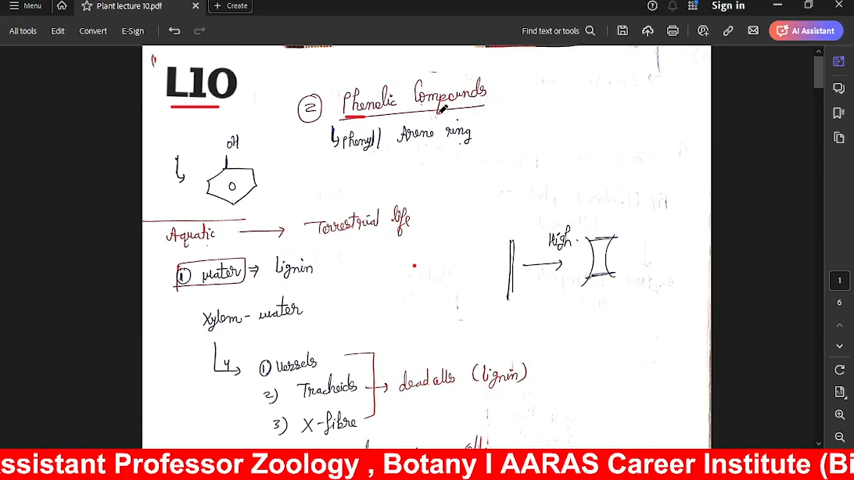 Menu
Plant lecture 10.pdf
+ Create
Sign in
All tools
Edit
Convert
E-Sign
Find text or tools
AI Assistant
L10
② Phenolic Compounds
Phenyl / Arene ring
OH
Aquatic → Terrestrial life
① water ⇒ lignin
High.
Xylem - water
① Vessels
2) Tracheids → dead cells (lignin)
3) X-fibre
1
6
Assistant Professor Zoology , Botany I AARAS Career Institute (Bi